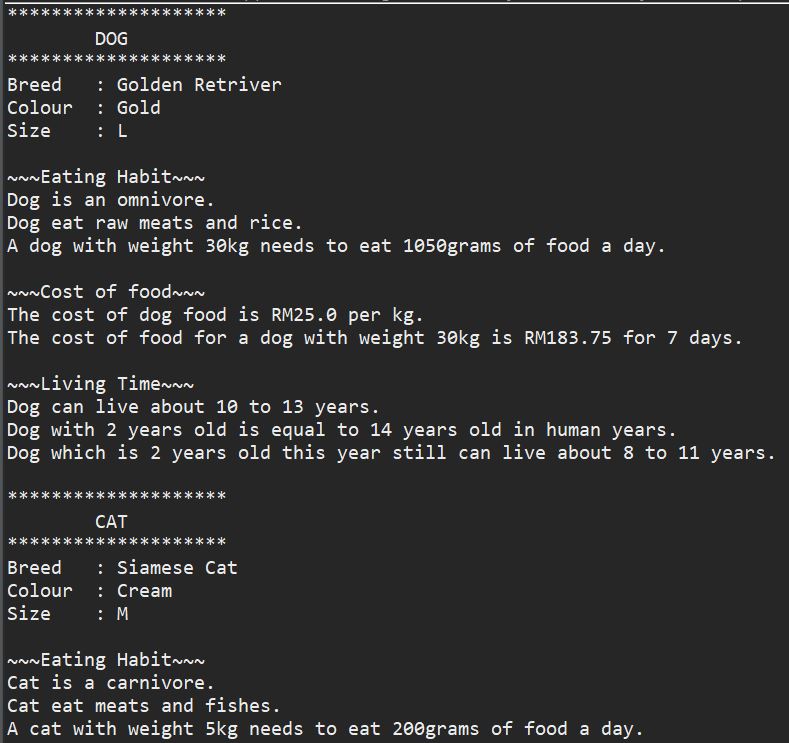 ********************
        DOG
********************
Breed   : Golden Retriver
Colour  : Gold
Size    : L

~~~Eating Habit~~~
Dog is an omnivore.
Dog eat raw meats and rice.
A dog with weight 30kg needs to eat 1050grams of food a day.

~~~Cost of food~~~
The cost of dog food is RM25.0 per kg.
The cost of food for a dog with weight 30kg is RM183.75 for 7 days.

~~~Living Time~~~
Dog can live about 10 to 13 years.
Dog with 2 years old is equal to 14 years old in human years.
Dog which is 2 years old this year still can live about 8 to 11 years.

********************
        CAT
********************
Breed   : Siamese Cat
Colour  : Cream
Size    : M

~~~Eating Habit~~~
Cat is a carnivore.
Cat eat meats and fishes.
A cat with weight 5kg needs to eat 200grams of food a day.